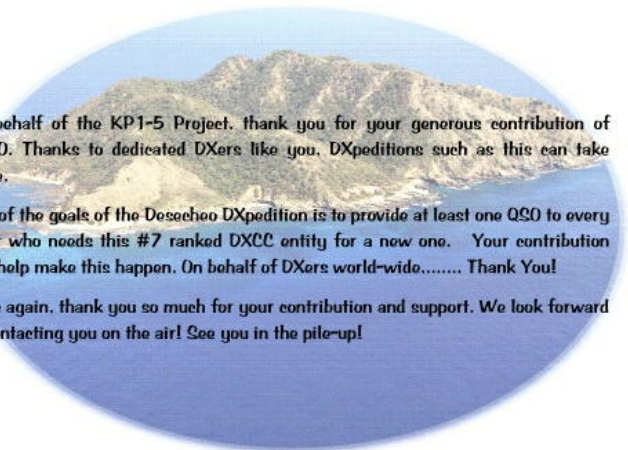 behalf of the KP1-5 Project, thank you for your generous contribution of
0. Thanks to dedicated DXers like you, DXpeditions such as this can take
of the goals of the Desecheo DXpedition is to provide at least one QSO to every
who needs this #7 ranked DXCC entity for a new one. Your contribution
help make this happen. On behalf of DXers world-wide........ Thank You!
again, thank you so much for your contribution and support. We look forward
ntacting you on the air! See you in the pile-up!